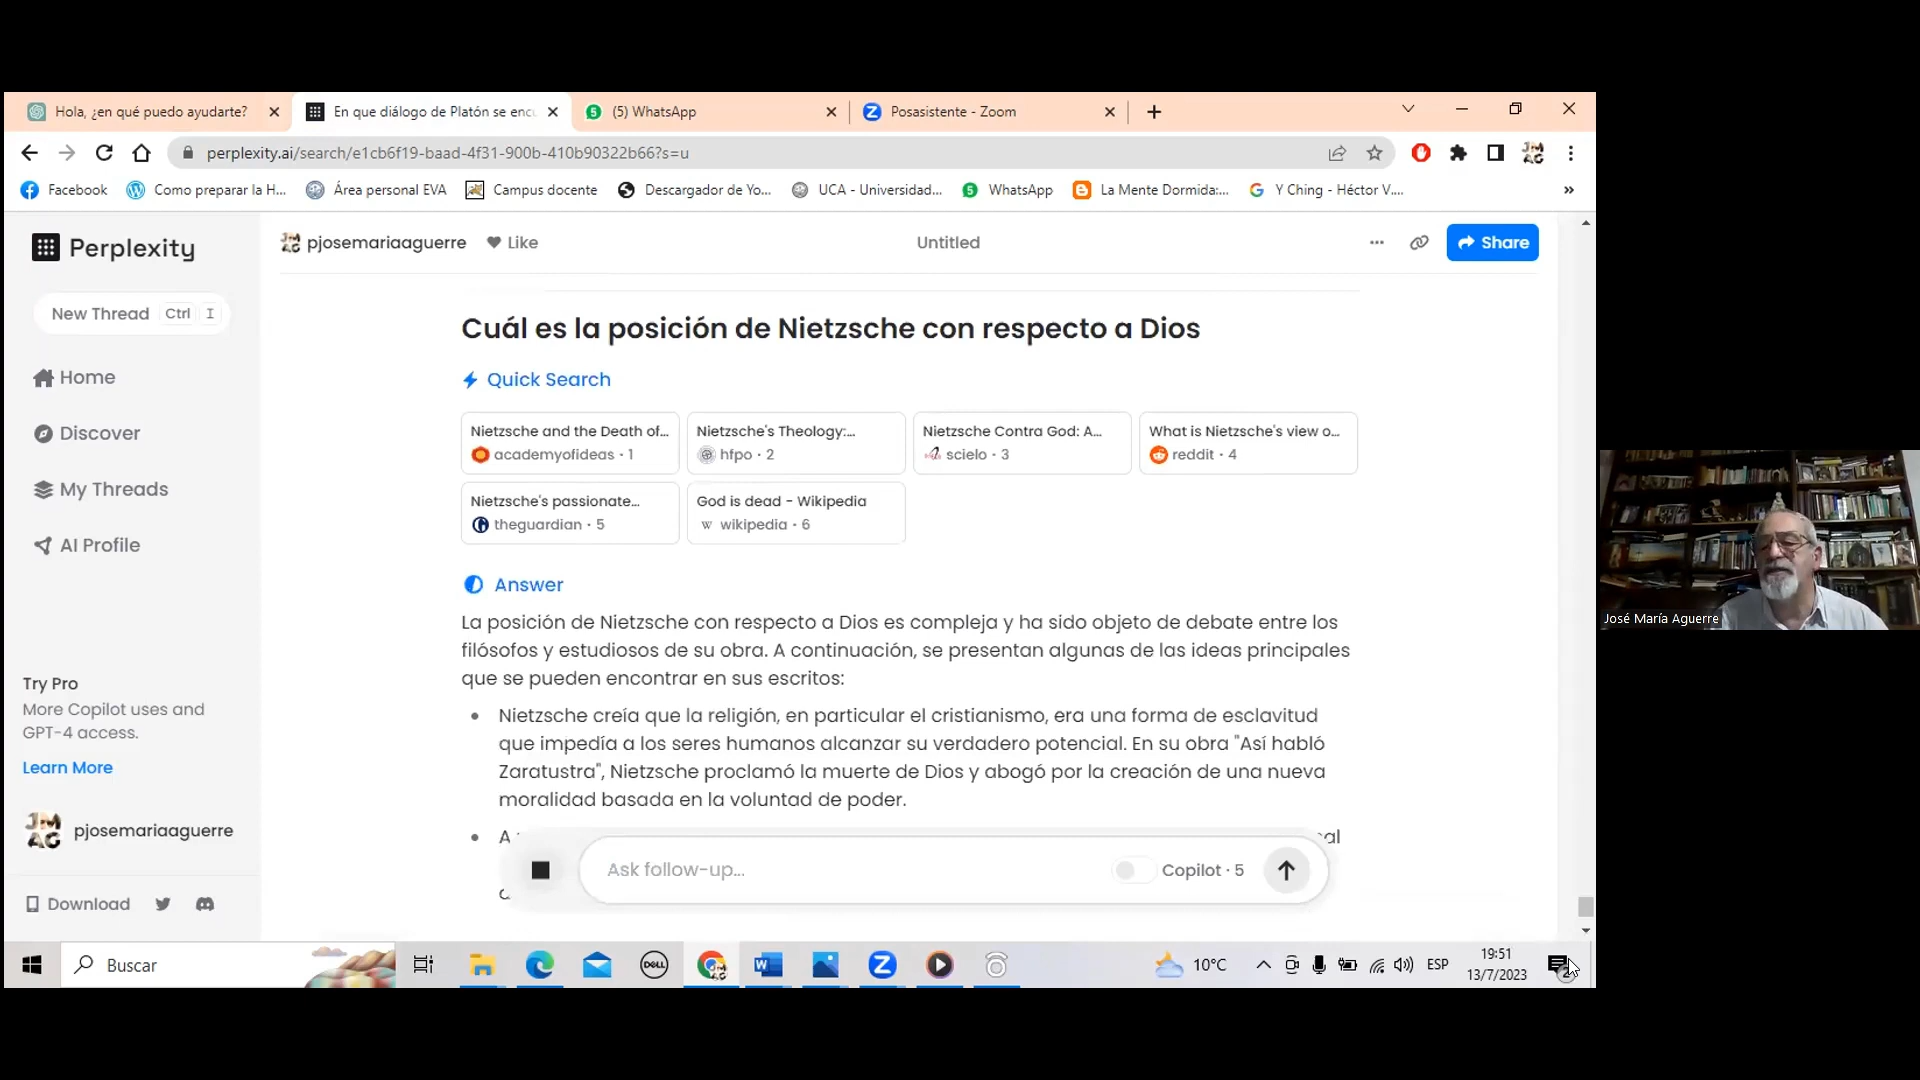 Hola, ¿en qué puedo ayudarte?
En que diálogo de Platón se encu
(5) WhatsApp
Posasistente - Zoom
perplexity.ai/search/e1cb6f19-baad-4f31-900b-410b90322b66?s=u
Facebook
Como preparar la H...
Área personal EVA
Campus docente
Descargador de Yo...
UCA - Universidad...
WhatsApp
La Mente Dormida:...
Y Ching - Héctor V....
»
Perplexity
New Thread Ctrl I
Home
Discover
My Threads
AI Profile
Try Pro
More Copilot uses and
GPT-4 access.
Learn More
pjosemariaaguerre
Download
pjosemariaaguerre Like
Untitled
Share
Cuál es la posición de Nietzsche con respecto a Dios
Quick Search
Nietzsche and the Death of...
academyofideas · 1
Nietzsche's Theology:...
hfpo · 2
Nietzsche Contra God: A...
scielo · 3
What is Nietzsche's view o...
reddit · 4
Nietzsche's passionate...
theguardian · 5
God is dead - Wikipedia
W wikipedia · 6
Answer
La posición de Nietzsche con respecto a Dios es compleja y ha sido objeto de debate entre los
filósofos y estudiosos de su obra. A continuación, se presentan algunas de las ideas principales
que se pueden encontrar en sus escritos:
• Nietzsche creía que la religión, en particular el cristianismo, era una forma de esclavitud
que impedía a los seres humanos alcanzar su verdadero potencial. En su obra "Así habló
Zaratustra", Nietzsche proclamó la muerte de Dios y abogó por la creación de una nueva
moralidad basada en la voluntad de poder.
Ask follow-up...
Copilot · 5
José María Aguerre
Buscar
DELL
10°C
ESP
19:51
13/7/2023
2